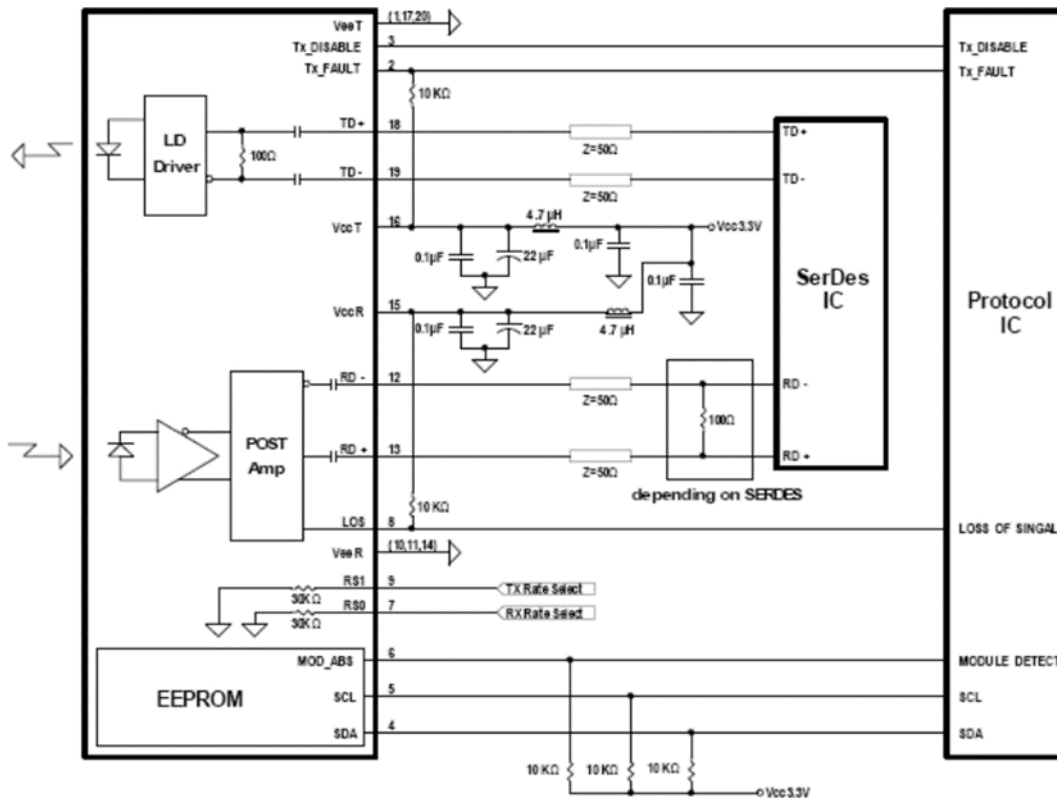 VeeT (1,17,20)
Tx_DISABLE 3 Tx_DISABLE
Tx_FAULT 2 Tx_FAULT
10 KΩ
LD Driver
100Ω
TD+ 18 Z=50Ω TD+
TD- 19 Z=50Ω TD-
VccT 16 4.7 µH Vcc3.3V
0.1µF 22 µF 0.1µF 0.1µF
SerDes IC
Protocol IC
VccR 15 4.7 µH
0.1µF 22 µF
RD - 12 Z=50Ω RD -
100Ω
POST Amp
RD + 13 Z=50Ω RD +
depending on SERDES
10 KΩ
LOS 8 LOSS OF SINGAL
VeeR (10,11,14)
30KΩ RS1 9 TX Rate Select
30KΩ RS0 7 RX Rate Select
EEPROM
MOD_ABS 6 MODULE DETECT
SCL 5 SCL
SDA 4 SDA
10 KΩ 10 KΩ 10 KΩ
Vcc3.3V